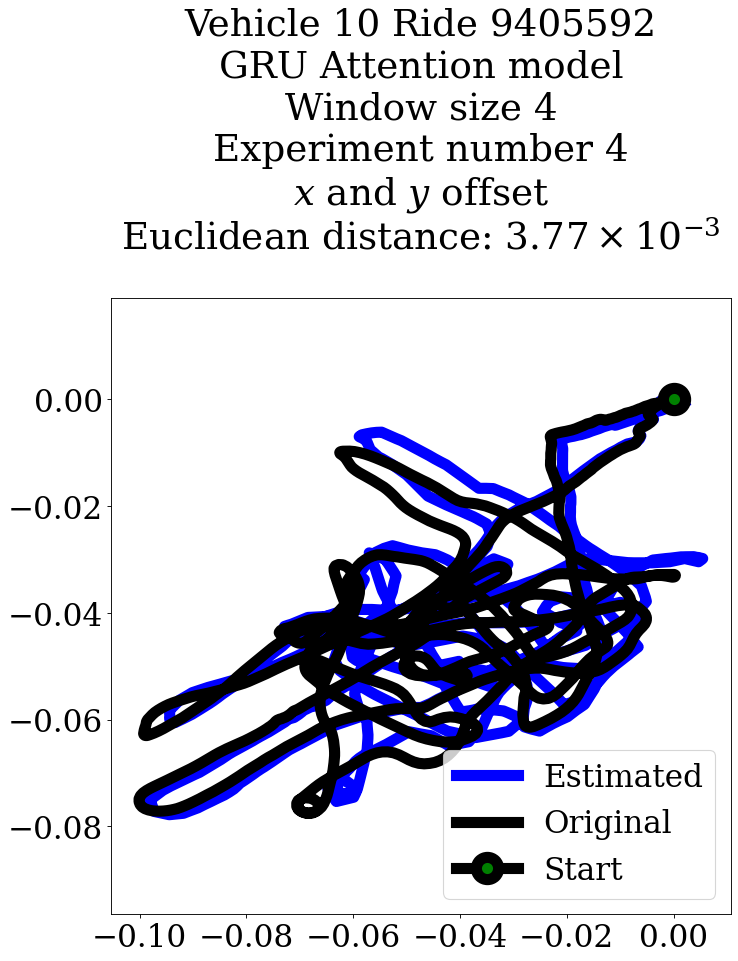 Vehicle 10 Ride 9405592
GRU Attention model
Window size 4
Experiment number 4
x and y offset
Euclidean distance: 3.77 × 10⁻³
0.00
−0.02
−0.04
−0.06
−0.08
Estimated
Original
Start
−0.10 −0.08 −0.06 −0.04 −0.02 0.00